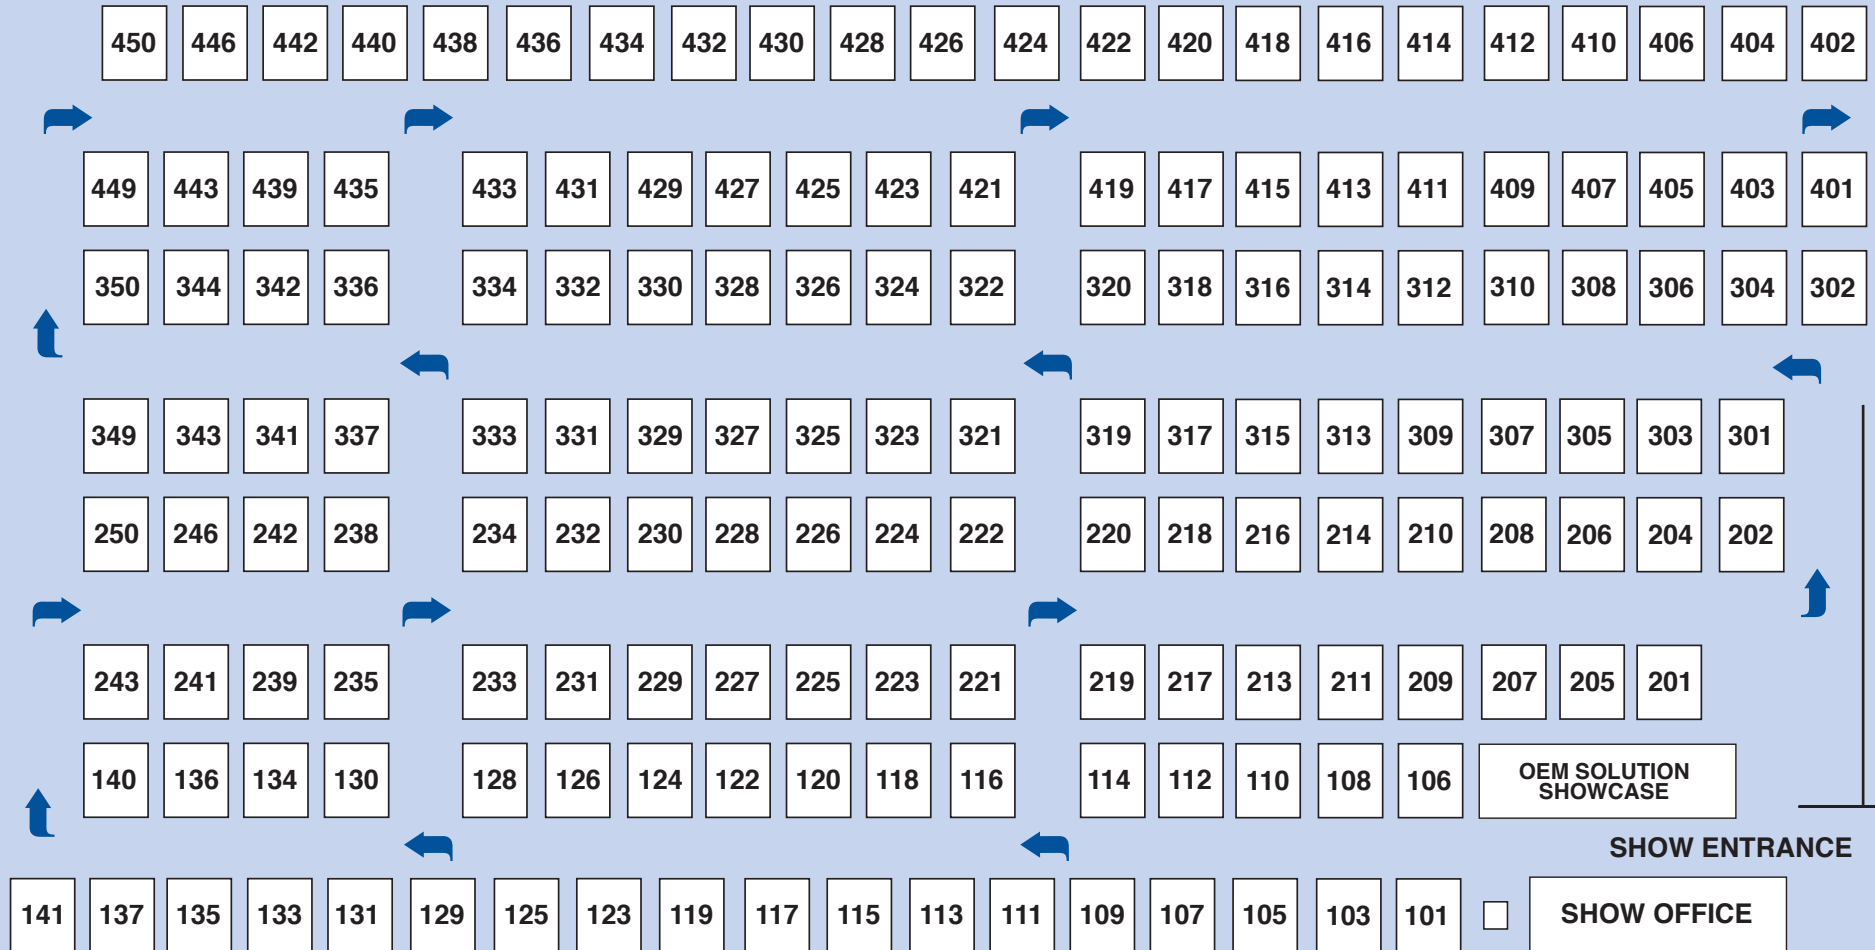 450 446 442 440 438 436 434 432 430 428 426 424 422 420 418 416 414 412 410 406 404 402
449 443 439 435 433 431 429 427 425 423 421 419 417 415 413 411 409 407 405 403 401
350 344 342 336 334 332 330 328 326 324 322 320 318 316 314 312 310 308 306 304 302
349 343 341 337 333 331 329 327 325 323 321 319 317 315 313 309 307 305 303 301
250 246 242 238 234 232 230 228 226 224 222 220 218 216 214 210 208 206 204 202
243 241 239 235 233 231 229 227 225 223 221 219 217 213 211 209 207 205 201
140 136 134 130 128 126 124 122 120 118 116 114 112 110 108 106 OEM SOLUTION
SHOWCASE
SHOW ENTRANCE
141 137 135 133 131 129 125 123 119 117 115 113 111 109 107 105 103 101 SHOW OFFICE